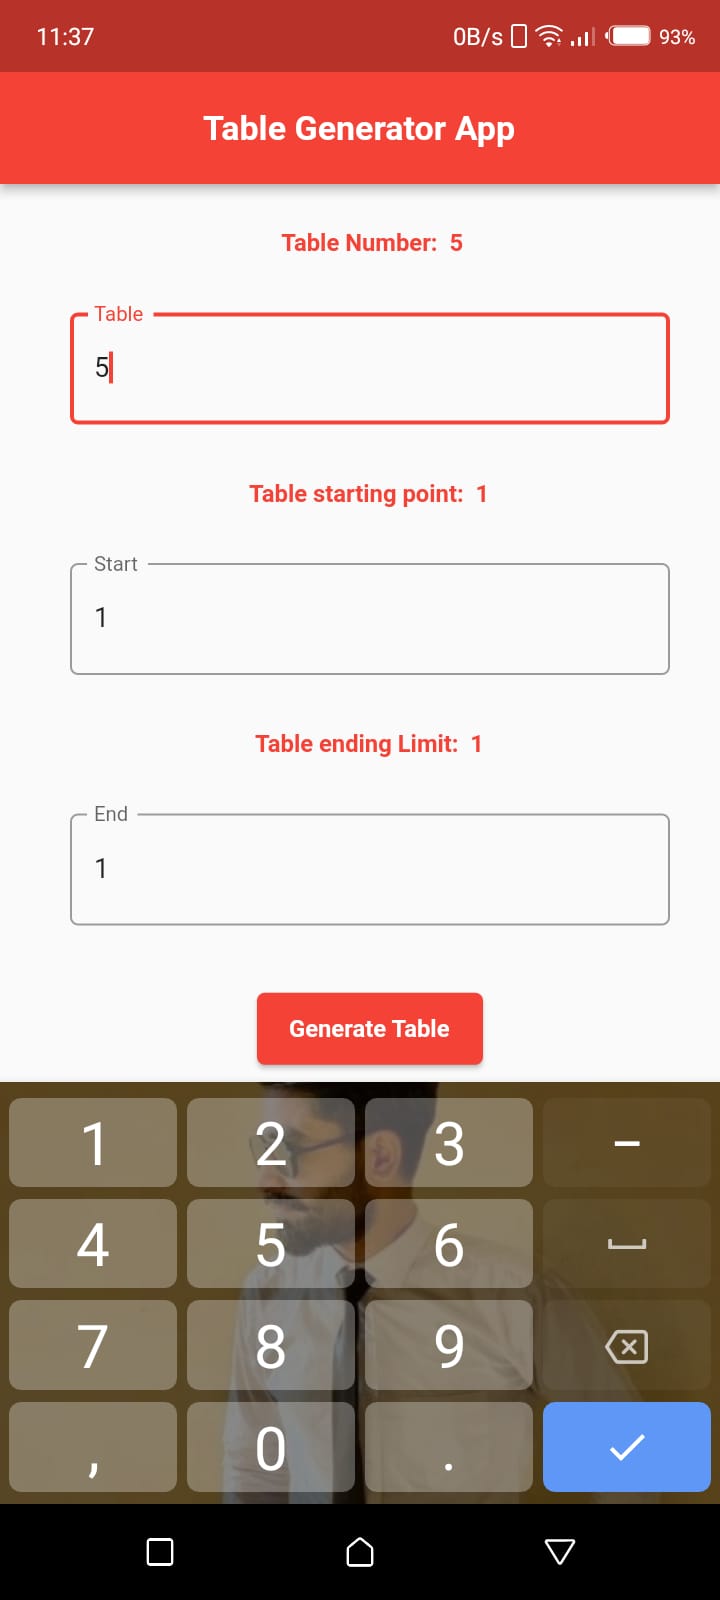 11:37 0B/s 93%
Table Generator App
Table Number: 5
Table
5
Table starting point: 1
Start
1
Table ending Limit: 1
End
1
Generate Table
1 2 3 –
4 5 6
7 8 9
, 0 .